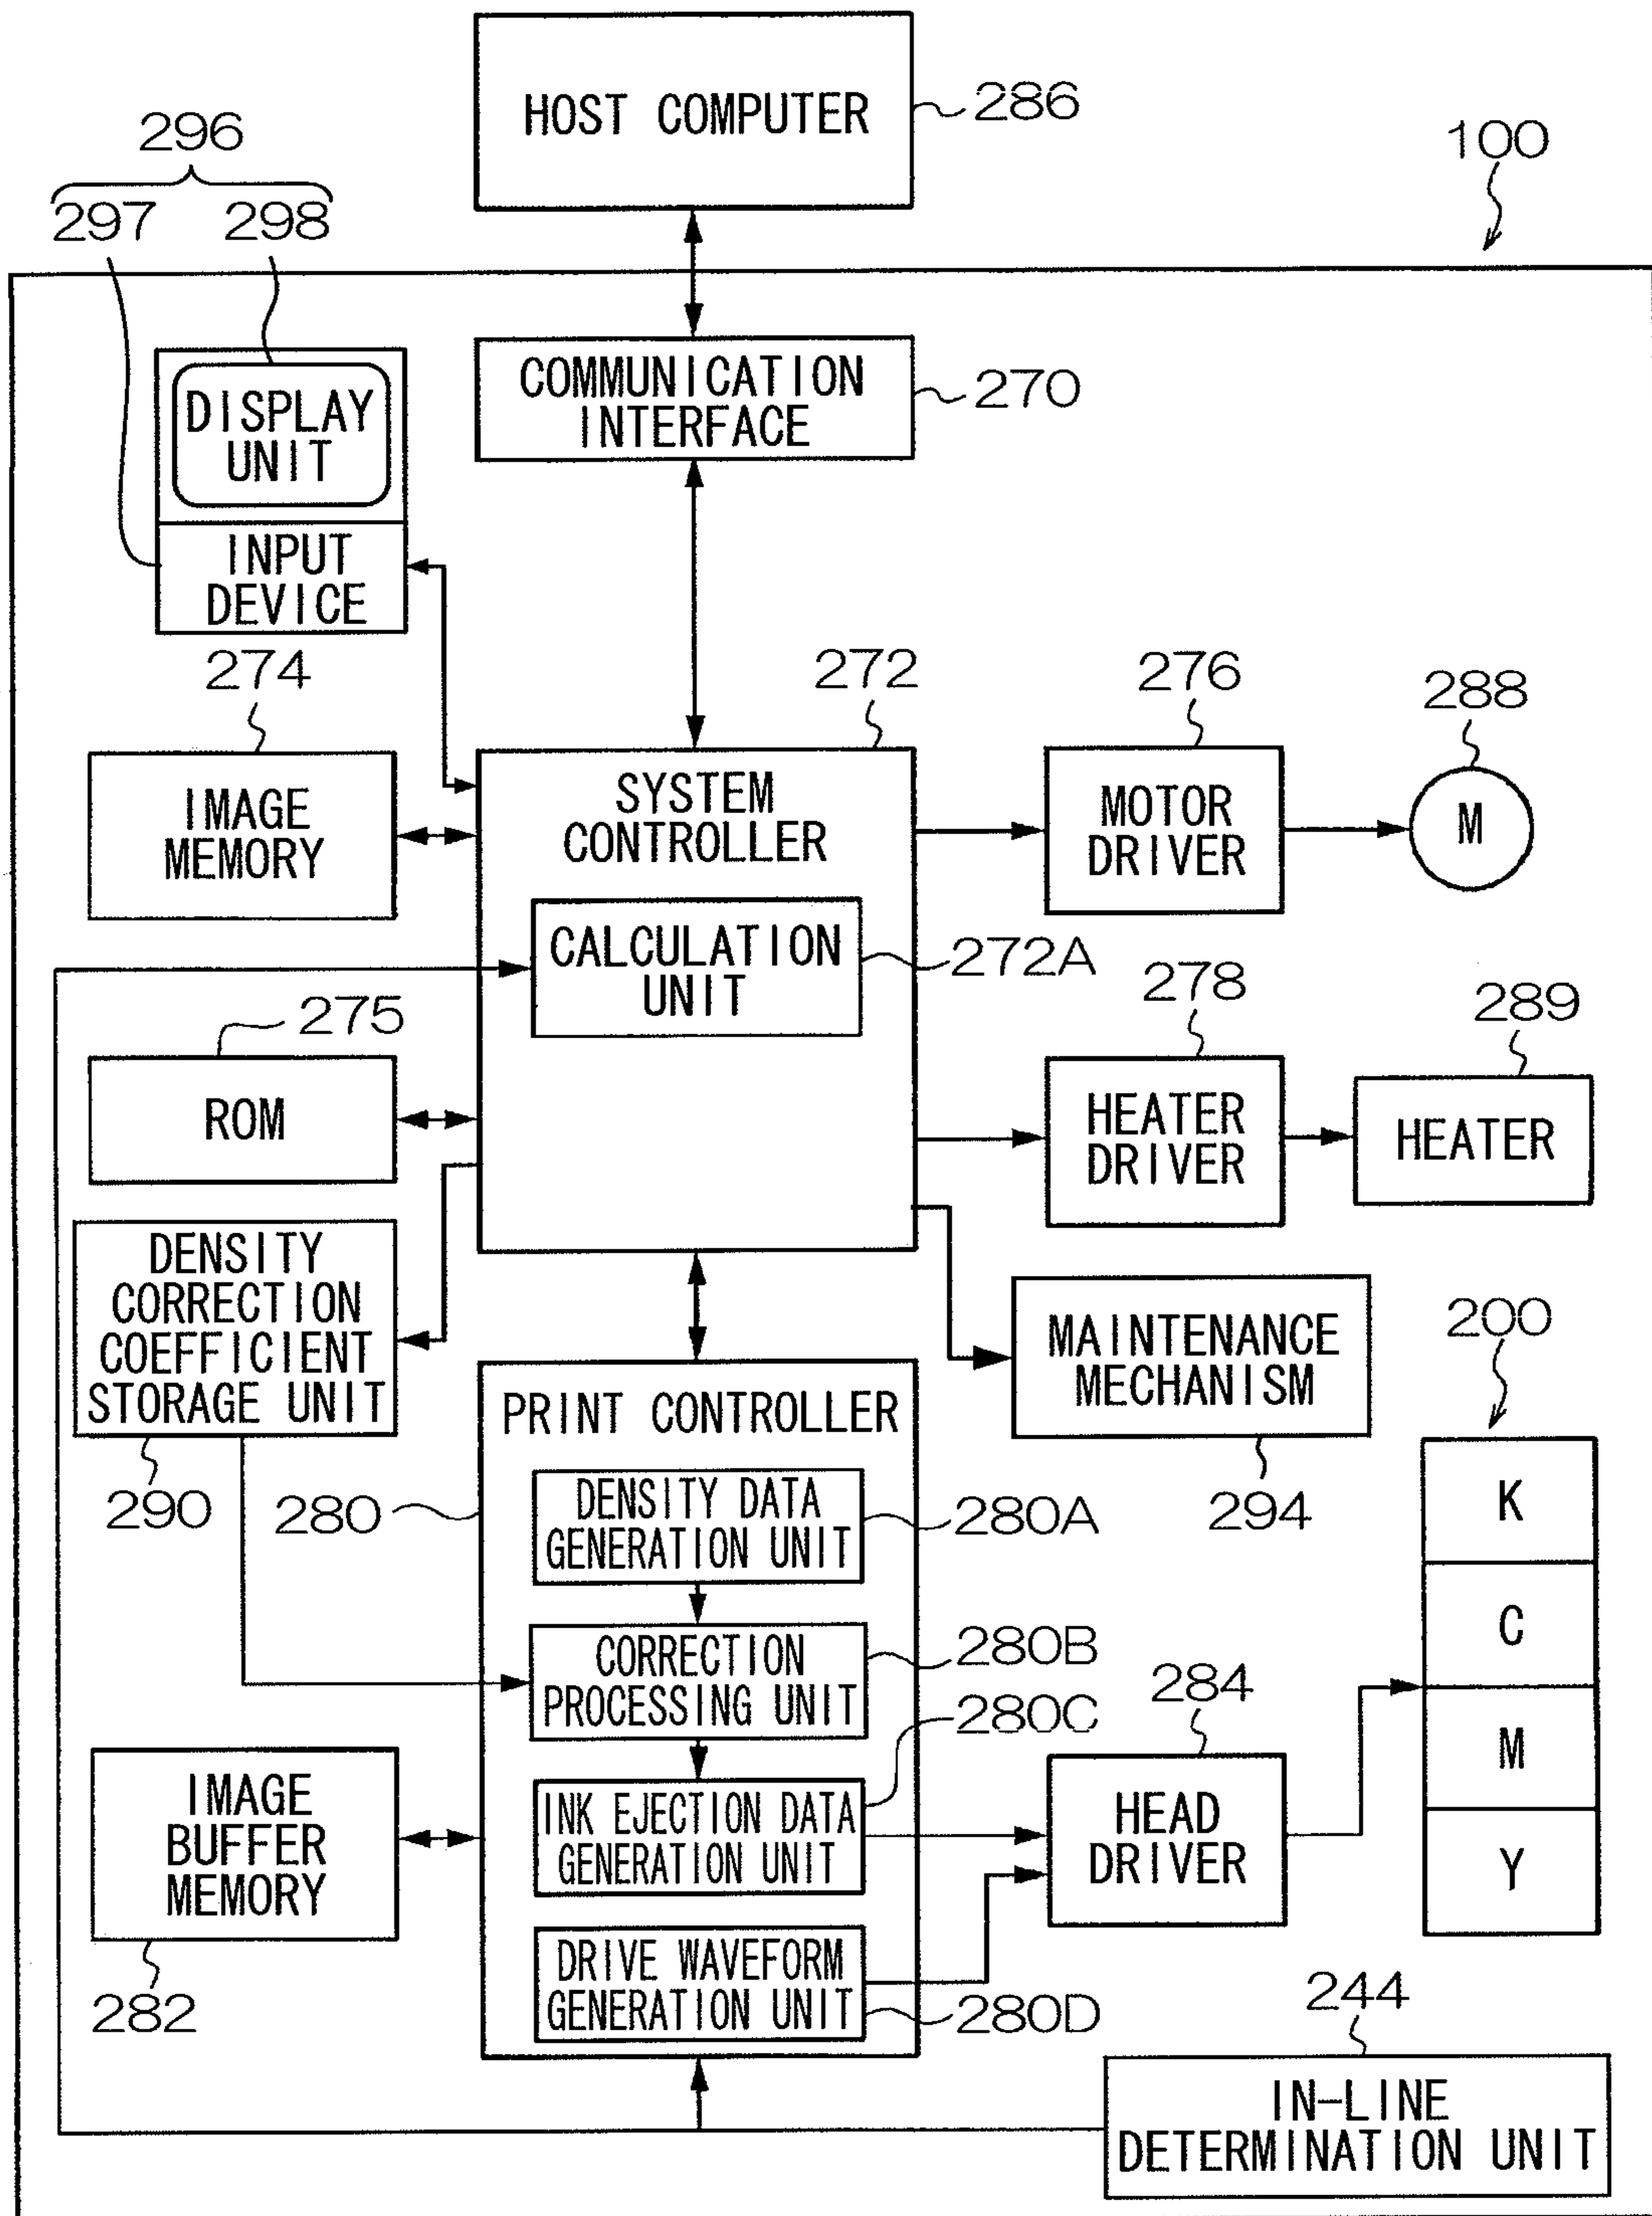 HOST COMPUTER
286
296
297
298
100
DISPLAY
UNIT
INPUT
DEVICE
COMMUNICATION
INTERFACE
270
274
272
276
288
IMAGE
MEMORY
SYSTEM
CONTROLLER
MOTOR
DRIVER
M
CALCULATION
UNIT
272A
275
278
289
ROM
HEATER
DRIVER
HEATER
DENSITY
CORRECTION
COEFFICIENT
STORAGE UNIT
290
MAINTENANCE
MECHANISM
294
200
PRINT CONTROLLER
280
DENSITY DATA
GENERATION UNIT
280A
CORRECTION
PROCESSING UNIT
280B
280C
INK EJECTION DATA
GENERATION UNIT
DRIVE WAVEFORM
GENERATION UNIT
280D
IMAGE
BUFFER
MEMORY
282
284
HEAD
DRIVER
K
C
M
Y
244
IN-LINE
DETERMINATION UNIT